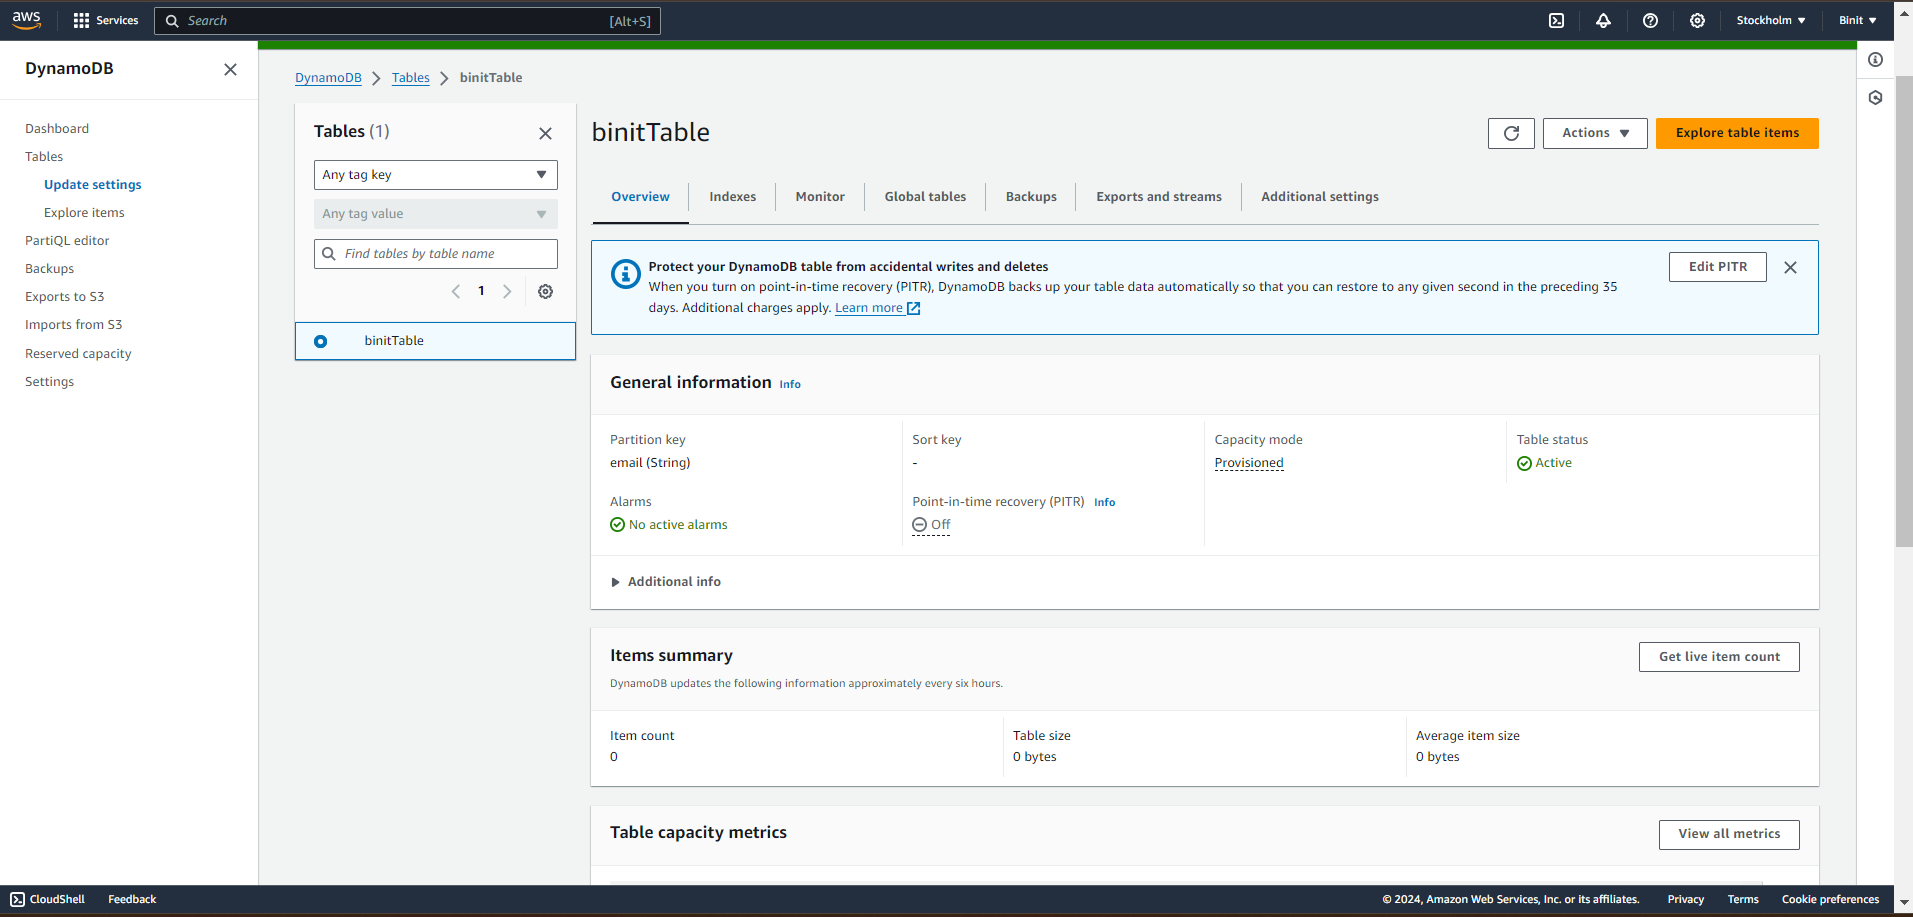 aws
Services
Search
[Alt+S]
Stockholm
Binit
DynamoDB
Dashboard
Tables
Update settings
Explore items
PartiQL editor
Backups
Exports to S3
Imports from S3
Reserved capacity
Settings
DynamoDB
Tables
binitTable
Tables (1)
Any tag key
Any tag value
Find tables by table name
1
binitTable
binitTable
Actions
Explore table items
Overview
Indexes
Monitor
Global tables
Backups
Exports and streams
Additional settings
Protect your DynamoDB table from accidental writes and deletes
When you turn on point-in-time recovery (PITR), DynamoDB backs up your table data automatically so that you can restore to any given second in the preceding 35
days. Additional charges apply. Learn more
Edit PITR
General information Info
Partition key
email (String)
Sort key
-
Capacity mode
Provisioned
Table status
Active
Alarms
No active alarms
Point-in-time recovery (PITR) Info
Off
Additional info
Items summary
Get live item count
DynamoDB updates the following information approximately every six hours.
Item count
0
Table size
0 bytes
Average item size
0 bytes
Table capacity metrics
View all metrics
CloudShell
Feedback
© 2024, Amazon Web Services, Inc. or its affiliates.
Privacy
Terms
Cookie preferences